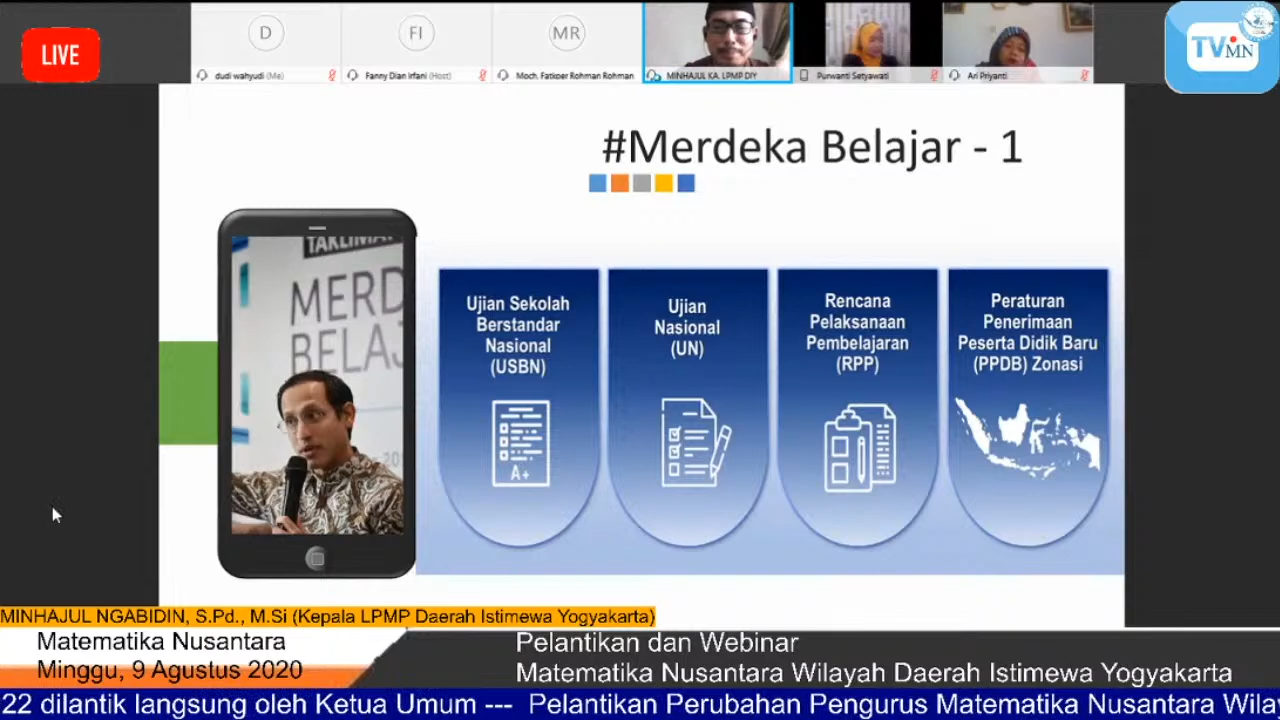 LIVE
D
FI
MR
dudi wahyudi (Me)
Fanny Dian Irfani (Host)
Moch. Fatkoer Rohman Rohman
MINHAJUL KA. LPMP DIY
Purwanti Setyawati
Ari Priyanti
TVMN
#Merdeka Belajar - 1
TAKLIMA
MERD
BELAJ
20
Ujian Sekolah
Berstandar
Nasional
(USBN)
A+
Ujian
Nasional
(UN)
Rencana
Pelaksanaan
Pembelajaran
(RPP)
Peraturan
Penerimaan
Peserta Didik Baru
(PPDB) Zonasi
MINHAJUL NGABIDIN, S.Pd., M.Si (Kepala LPMP Daerah Istimewa Yogyakarta)
Matematika Nusantara
Minggu, 9 Agustus 2020
Pelantikan dan Webinar
Matematika Nusantara Wilayah Daerah Istimewa Yogyakarta
22 dilantik langsung oleh Ketua Umum --- Pelantikan Perubahan Pengurus Matematika Nusantara Wila